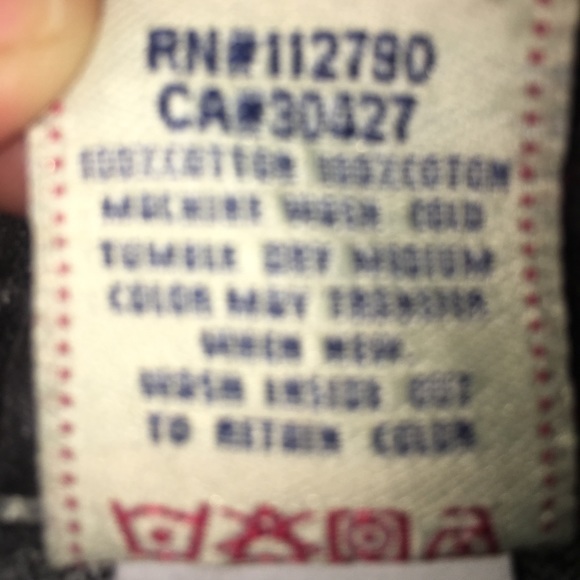 RN#112790
CA#30427
100%COTTON 100%COTON
MACHINE WASH COLD
TUMBLE DRY MEDIUM
COLOR MAY TRANSFER
WHEN NEW
WASH INSIDE OUT
TO RETAIN COLOR